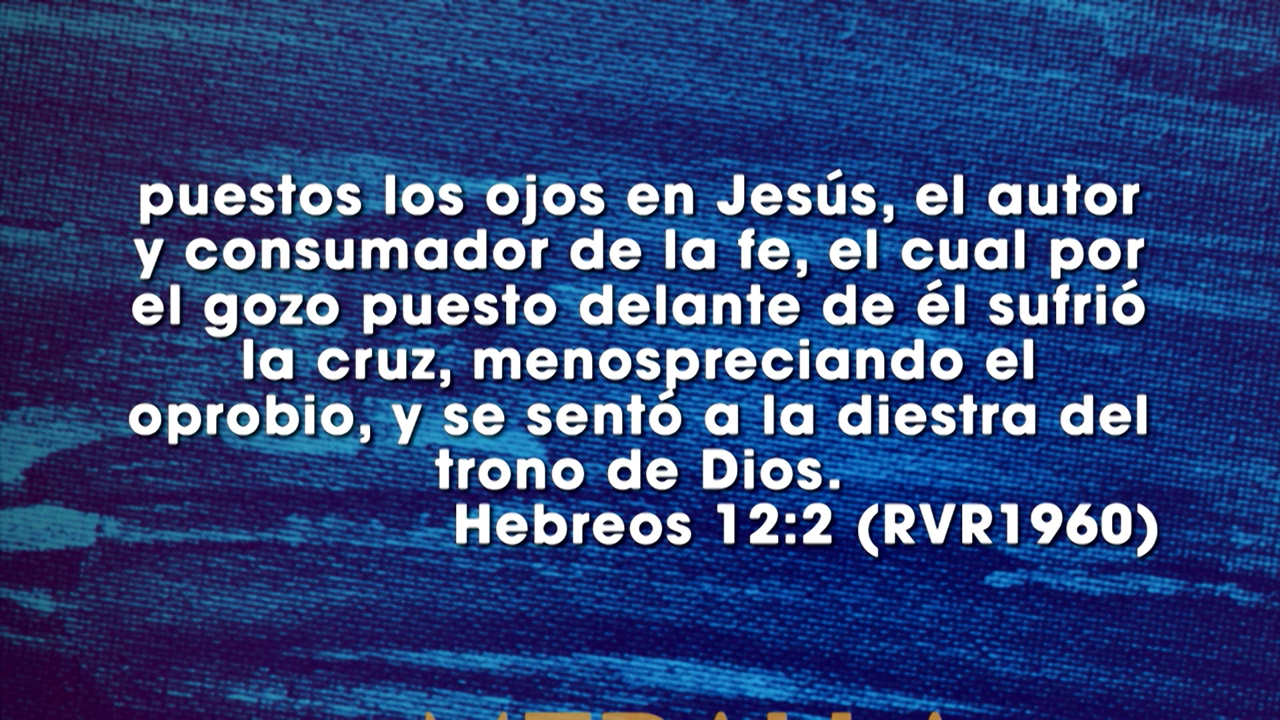 puestos los ojos en Jesús, el autor
y consumador de la fe, el cual por
el gozo puesto delante de él sufrió
la cruz, menospreciando el
oprobio, y se sentó a la diestra del
trono de Dios.
Hebreos 12:2 (RVR1960)